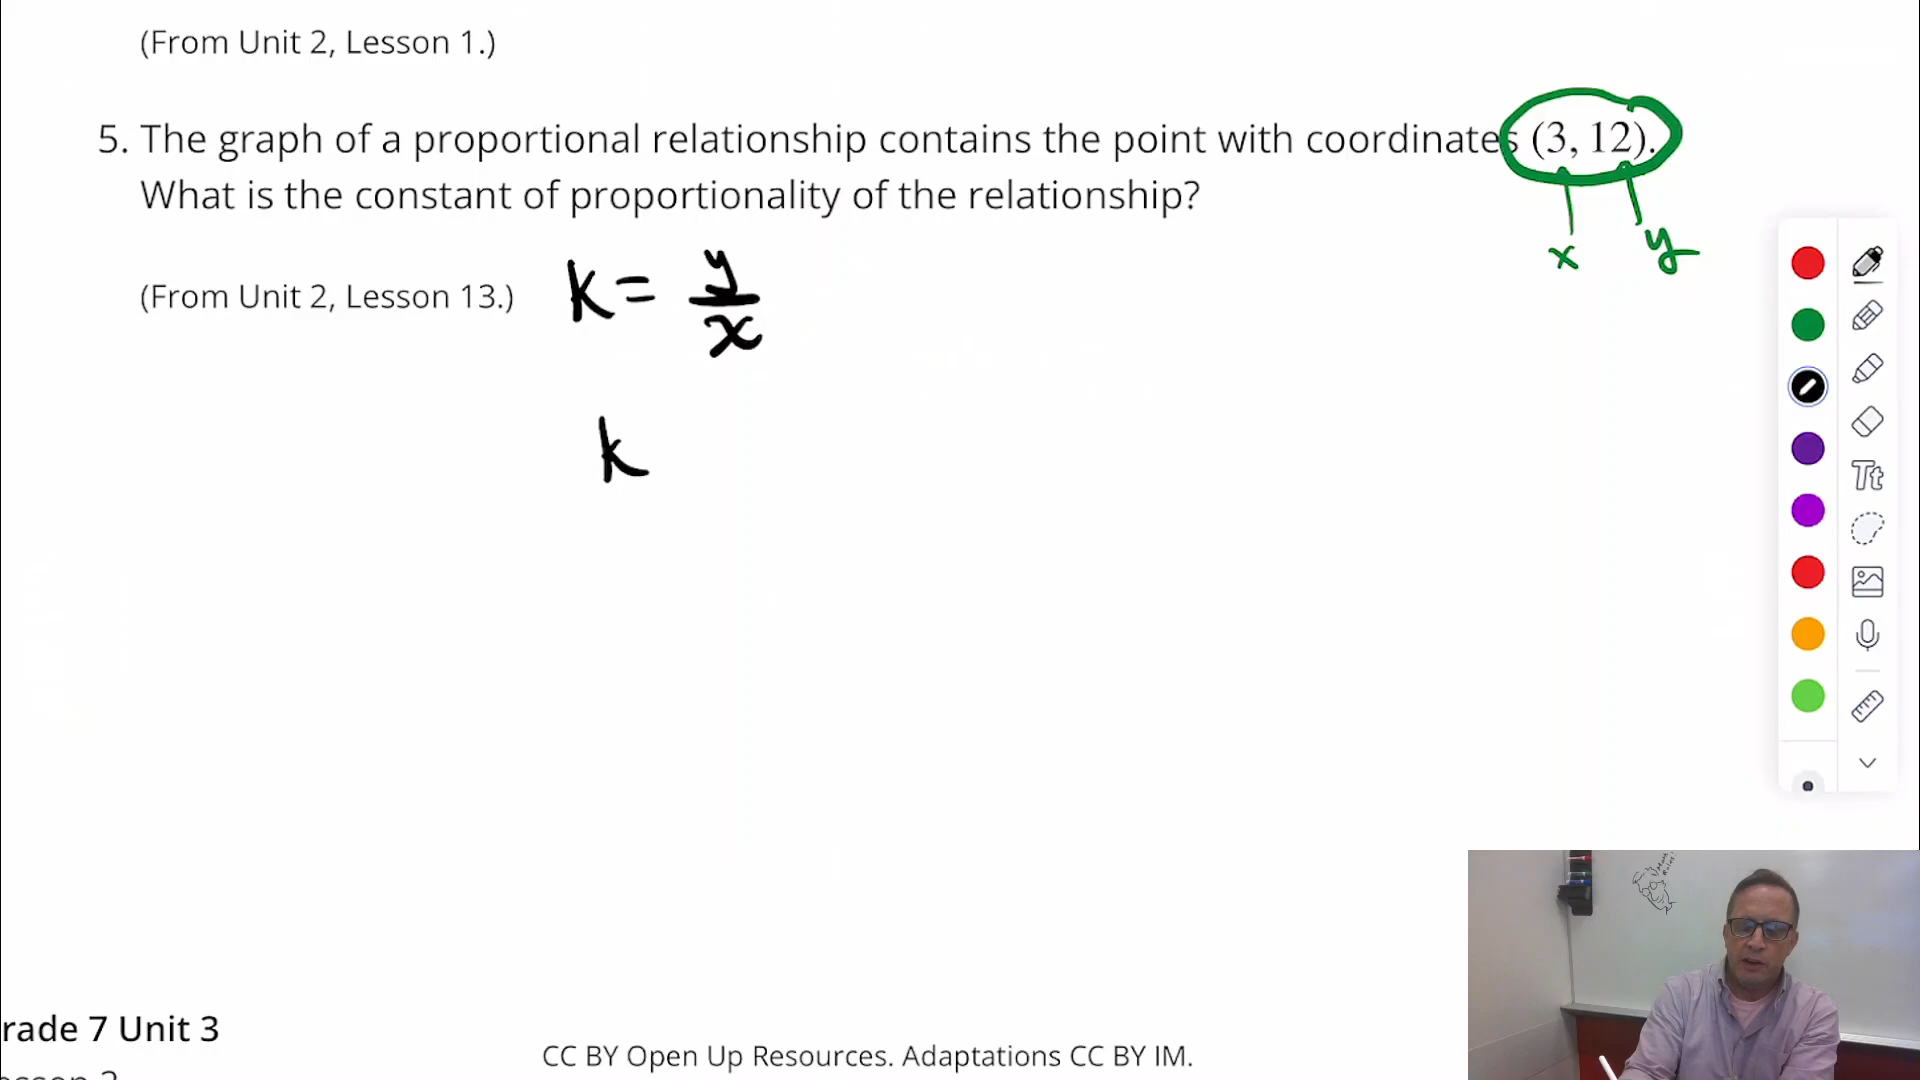 (From Unit 2, Lesson 1.)
5. The graph of a proportional relationship contains the point with coordinates (3, 12).
What is the constant of proportionality of the relationship?
x y
(From Unit 2, Lesson 13.) k = y/x
k
Tt
rade 7 Unit 3
CC BY Open Up Resources. Adaptations CC BY IM.